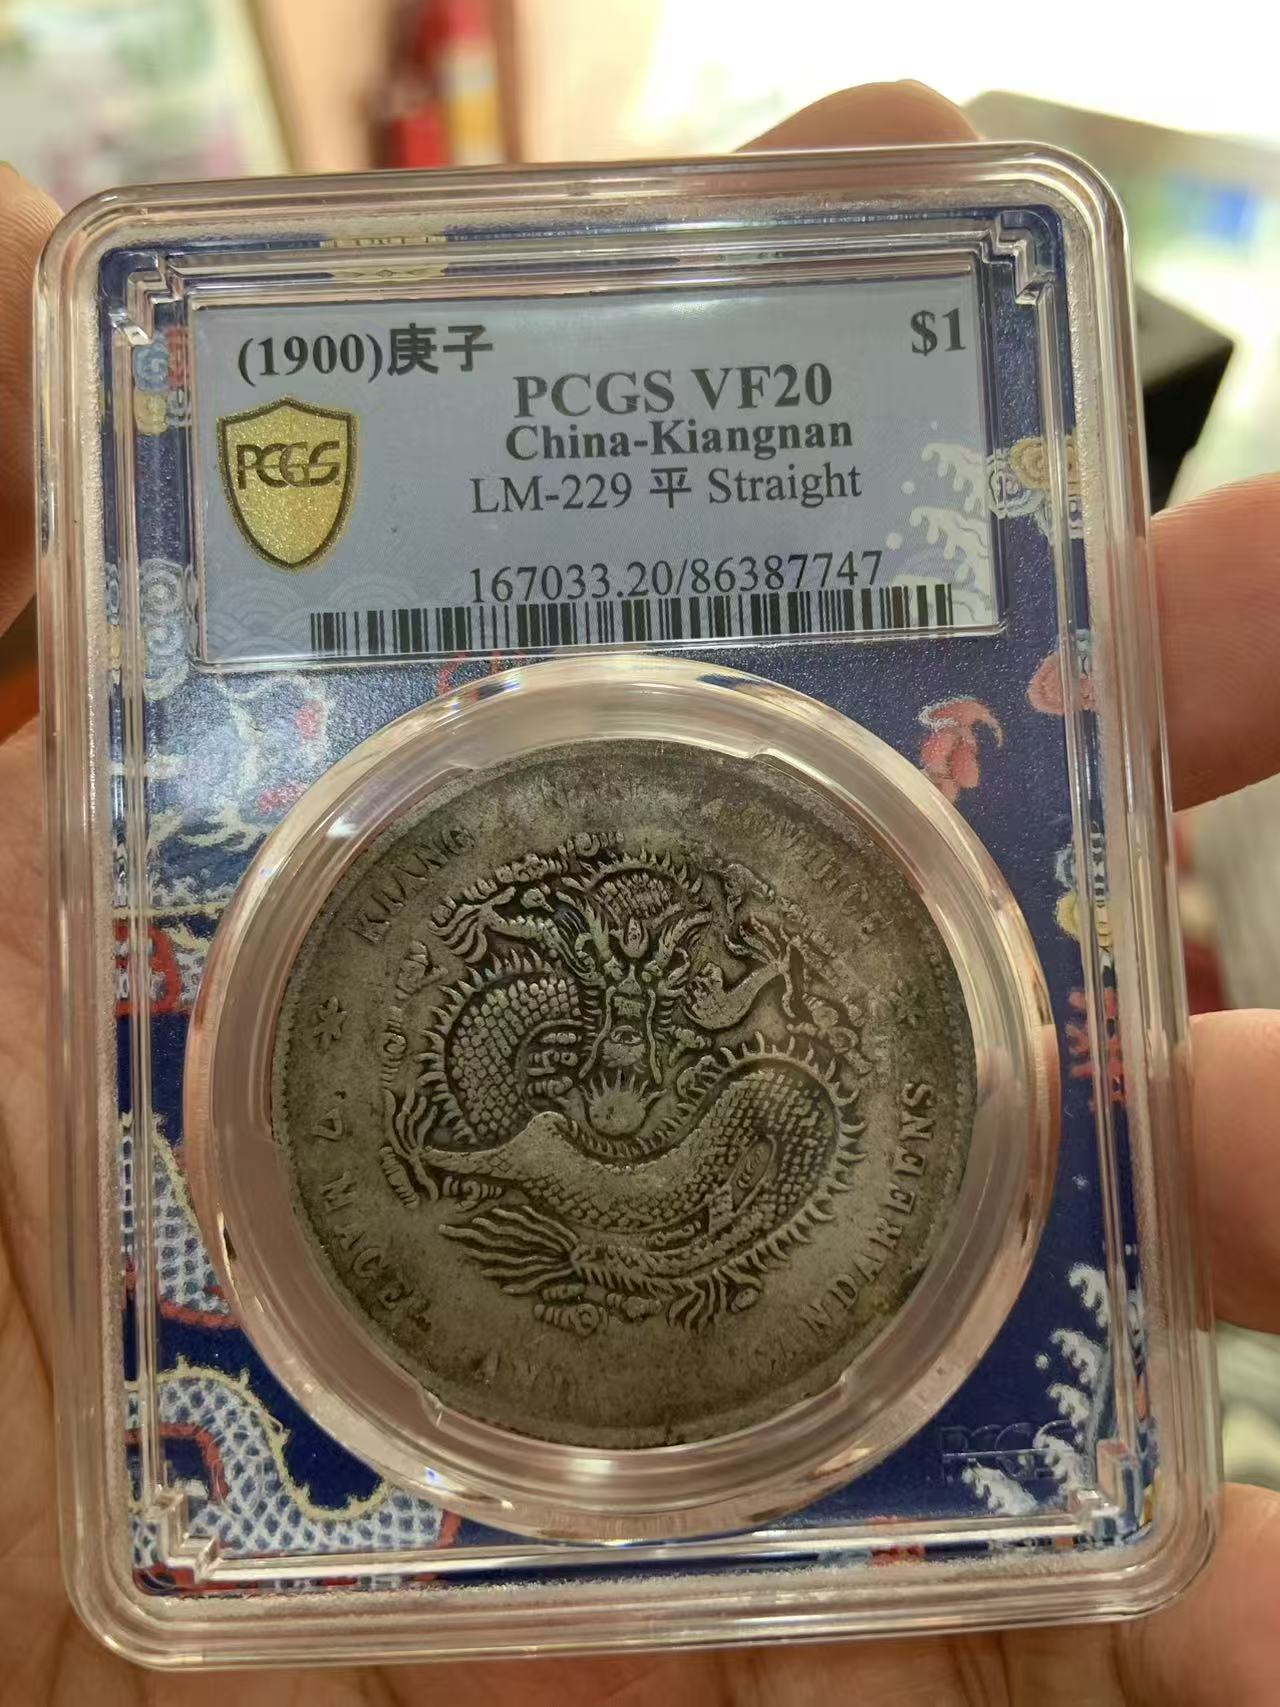 (1900)庚子
$1
PCGS VF20
China-Kiangnan
LM-229 平 Straight
PCGS
167033.20/86387747
KIANG NAN PROVINCE
7 MACE
CANDAREENS
PCGS